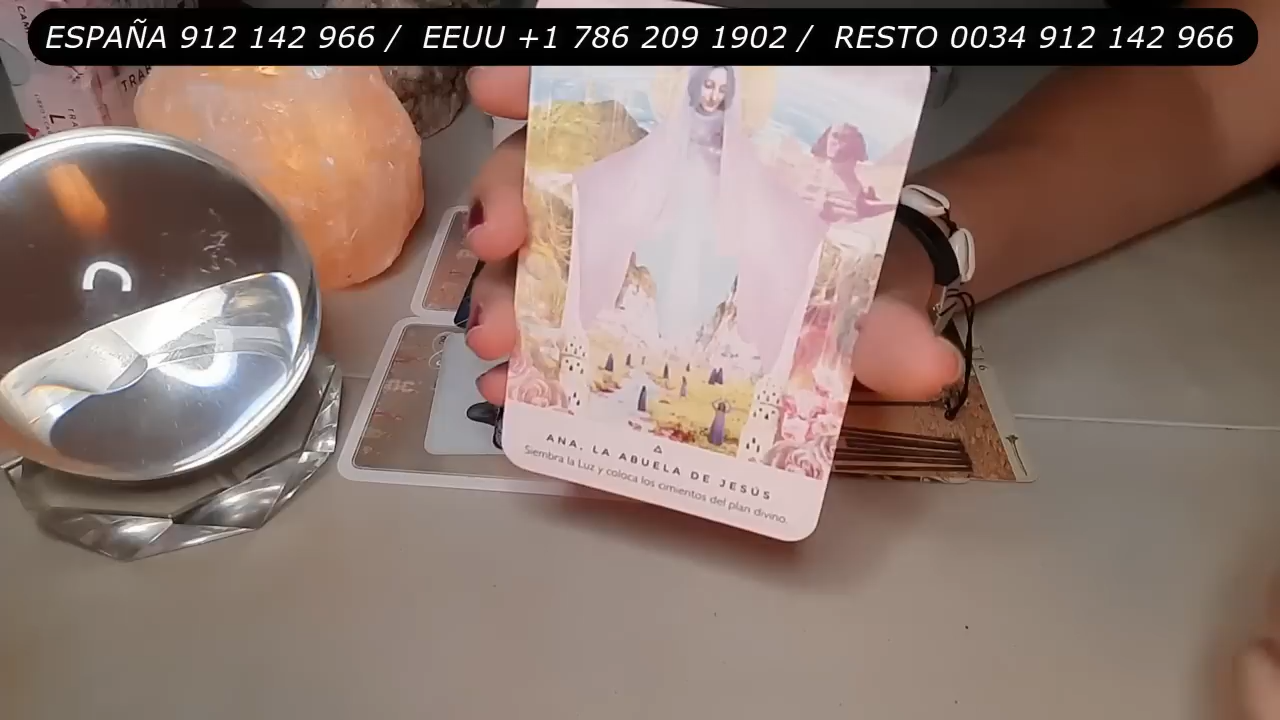 ESPAÑA 912 142 966 /  EEUU +1 786 209 1902 /  RESTO 0034 912 142 966
ANA. LA ABUELA DE JESÚS
Siembra la Luz y coloca los cimientos del plan divino.